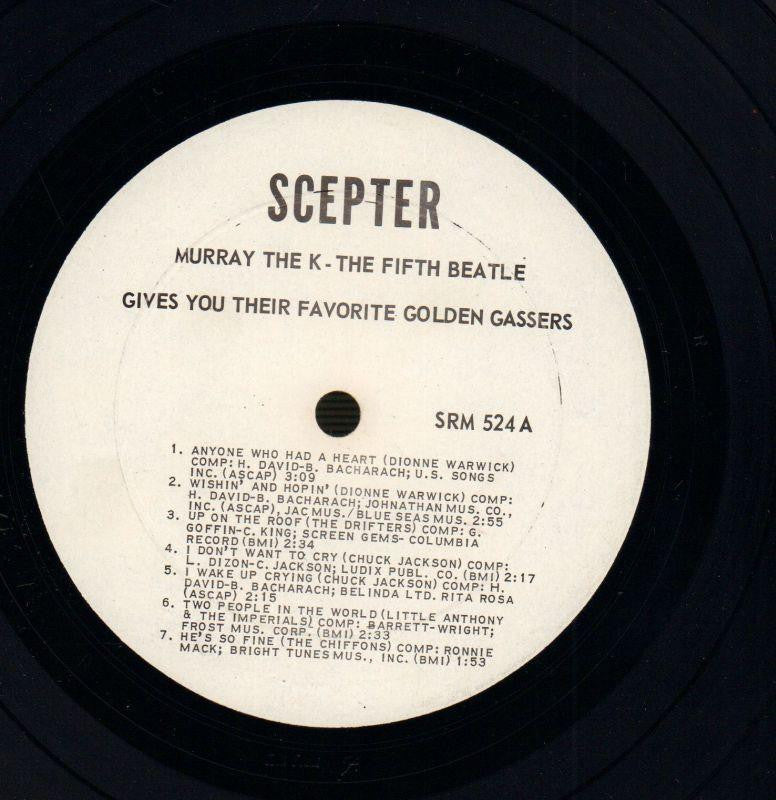 SCEPTER
MURRAY THE K - THE FIFTH BEATLE
GIVES YOU THEIR FAVORITE GOLDEN GASSERS
SRM 524 A
1. ANYONE WHO HAD A HEART (DIONNE WARWICK)
COMP: H. DAVID-B. BACHARACH; U.S. SONGS
INC. (ASCAP) 3:09
2. WISHIN' AND HOPIN' (DIONNE WARWICK) COMP:
H. DAVID-B. BACHARACH; JOHNATHAN MUS. CO.,
INC. (ASCAP), JAC MUS./ BLUE SEAS MUS. 2:55
3. UP ON THE ROOF (THE DRIFTERS) COMP: G.
GOFFIN-C. KING; SCREEN GEMS- COLUMBIA
RECORD (BMI) 2:34
4. I DON'T WANT TO CRY (CHUCK JACKSON) COMP:
L. DIZON-C. JACKSON; LUDIX PUBL. CO. (BMI) 2:17
5. I WAKE UP CRYING (CHUCK JACKSON) COMP: H.
DAVID-B. BACHARACH; BELINDA LTD. RITA ROSA
(ASCAP) 2:15
6. TWO PEOPLE IN THE WORLD (LITTLE ANTHONY
& THE IMPERIALS) COMP: BARRETT-WRIGHT;
FROST MUS. CORP. (BMI) 2:33
7. HE'S SO FINE (THE CHIFFONS) COMP: RONNIE
MACK; BRIGHT TUNES MUS., INC. (BMI) 1:53